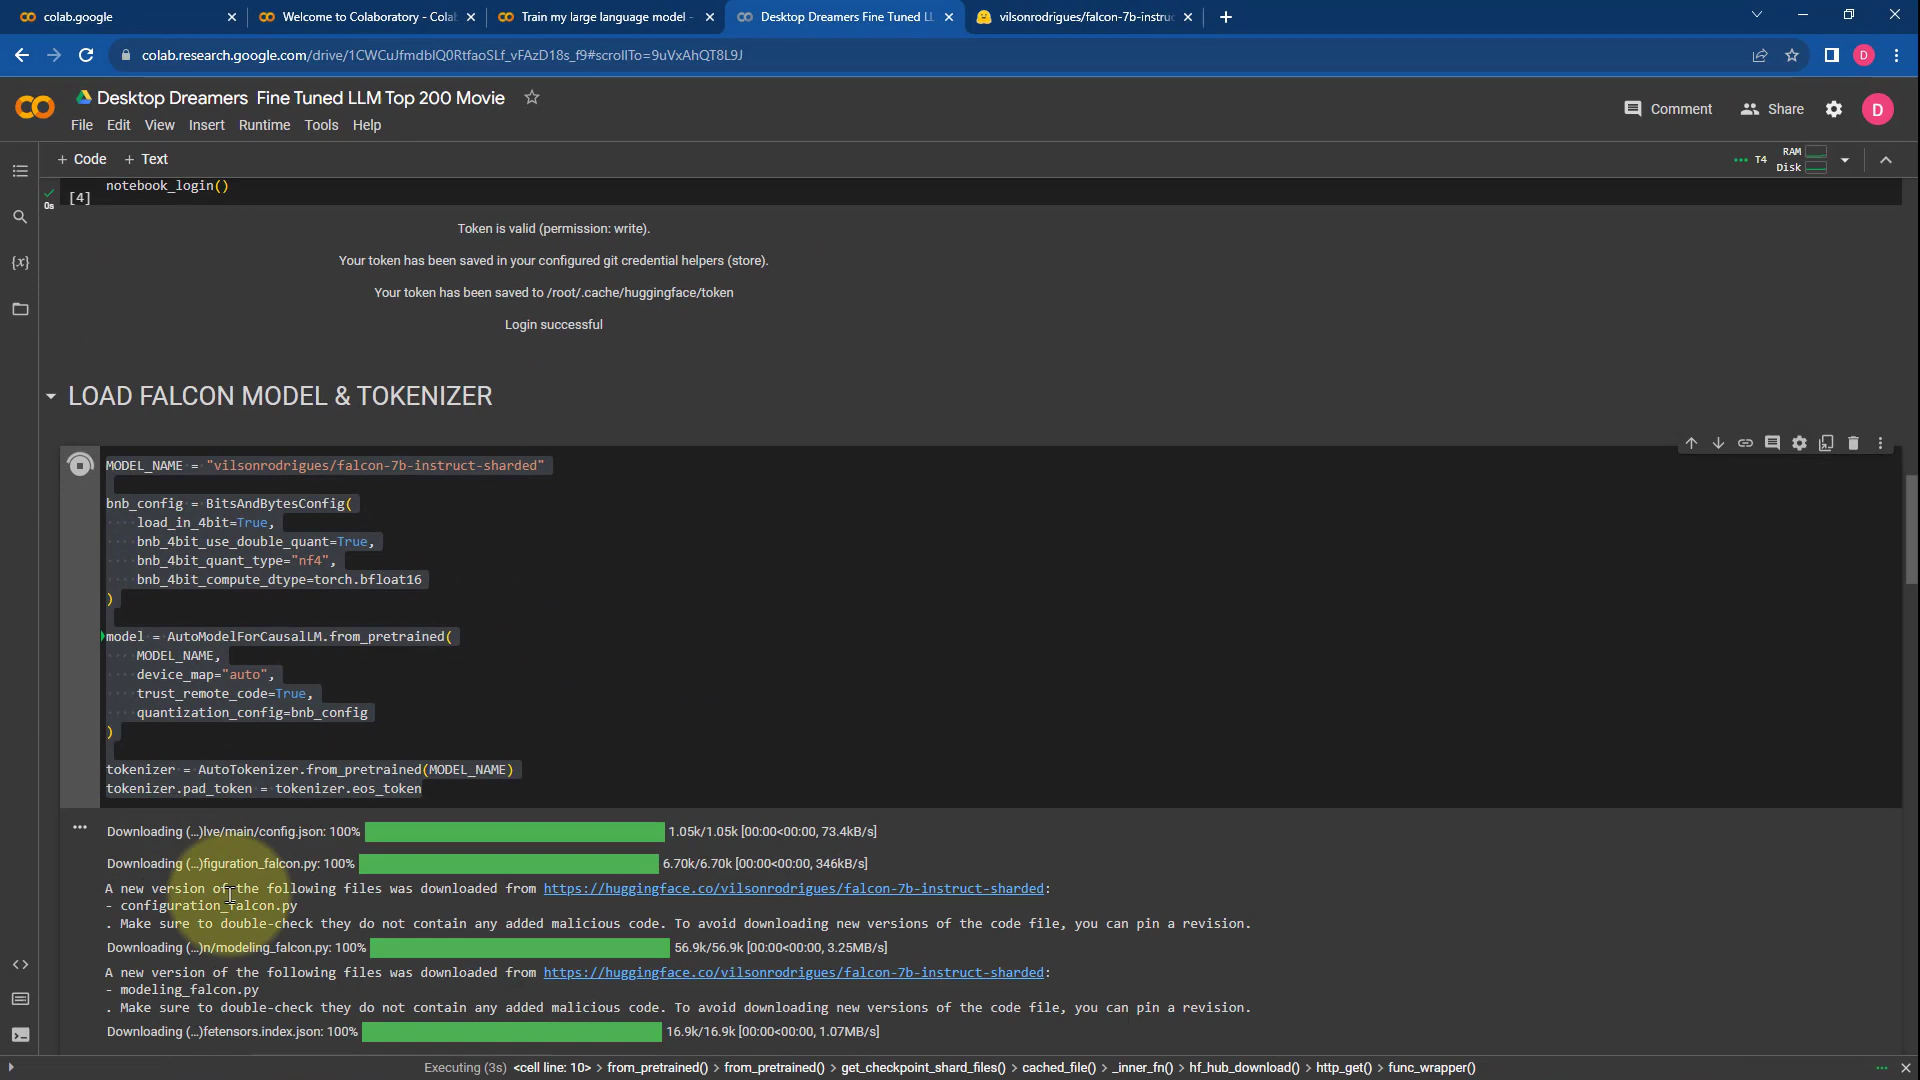 colab.google
Welcome to Colaboratory - Cola
Train my large language model -
Desktop Dreamers Fine Tuned LL
vilsonrodrigues/falcon-7b-instruc
colab.research.google.com/drive/1CWCuJfmdblQ0RtfaoSLf_vFAzD18s_f9#scrollTo=9uVxAhQT8L9J
D
Desktop Dreamers Fine Tuned LLM Top 200 Movie
Comment
Share
D
File Edit View Insert Runtime Tools Help
+ Code + Text
T4
RAM
Disk
notebook_login()
[4]
0s
Token is valid (permission: write).
Your token has been saved in your configured git credential helpers (store).
Your token has been saved to /root/.cache/huggingface/token
Login successful
LOAD FALCON MODEL & TOKENIZER
MODEL_NAME = "vilsonrodrigues/falcon-7b-instruct-sharded"
bnb_config = BitsAndBytesConfig(
load_in_4bit=True,
bnb_4bit_use_double_quant=True,
bnb_4bit_quant_type="nf4",
bnb_4bit_compute_dtype=torch.bfloat16
)
model = AutoModelForCausalLM.from_pretrained(
MODEL_NAME,
device_map="auto",
trust_remote_code=True,
quantization_config=bnb_config
)
tokenizer = AutoTokenizer.from_pretrained(MODEL_NAME)
tokenizer.pad_token = tokenizer.eos_token
Downloading (…)lve/main/config.json: 100% 1.05k/1.05k [00:00<00:00, 73.4kB/s]
Downloading (…)figuration_falcon.py: 100% 6.70k/6.70k [00:00<00:00, 346kB/s]
A new version of the following files was downloaded from https://huggingface.co/vilsonrodrigues/falcon-7b-instruct-sharded:
- configuration_falcon.py
. Make sure to double-check they do not contain any added malicious code. To avoid downloading new versions of the code file, you can pin a revision.
Downloading (…)n/modeling_falcon.py: 100% 56.9k/56.9k [00:00<00:00, 3.25MB/s]
A new version of the following files was downloaded from https://huggingface.co/vilsonrodrigues/falcon-7b-instruct-sharded:
- modeling_falcon.py
. Make sure to double-check they do not contain any added malicious code. To avoid downloading new versions of the code file, you can pin a revision.
Downloading (…)fetensors.index.json: 100% 16.9k/16.9k [00:00<00:00, 1.07MB/s]
Executing (3s) <cell line: 10> > from_pretrained() > from_pretrained() > get_checkpoint_shard_files() > cached_file() > _inner_fn() > hf_hub_download() > http_get() > func_wrapper()